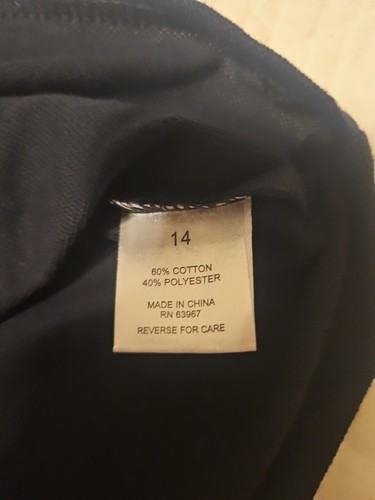 14
60% COTTON
40% POLYESTER
MADE IN CHINA
RN 63967
REVERSE FOR CARE